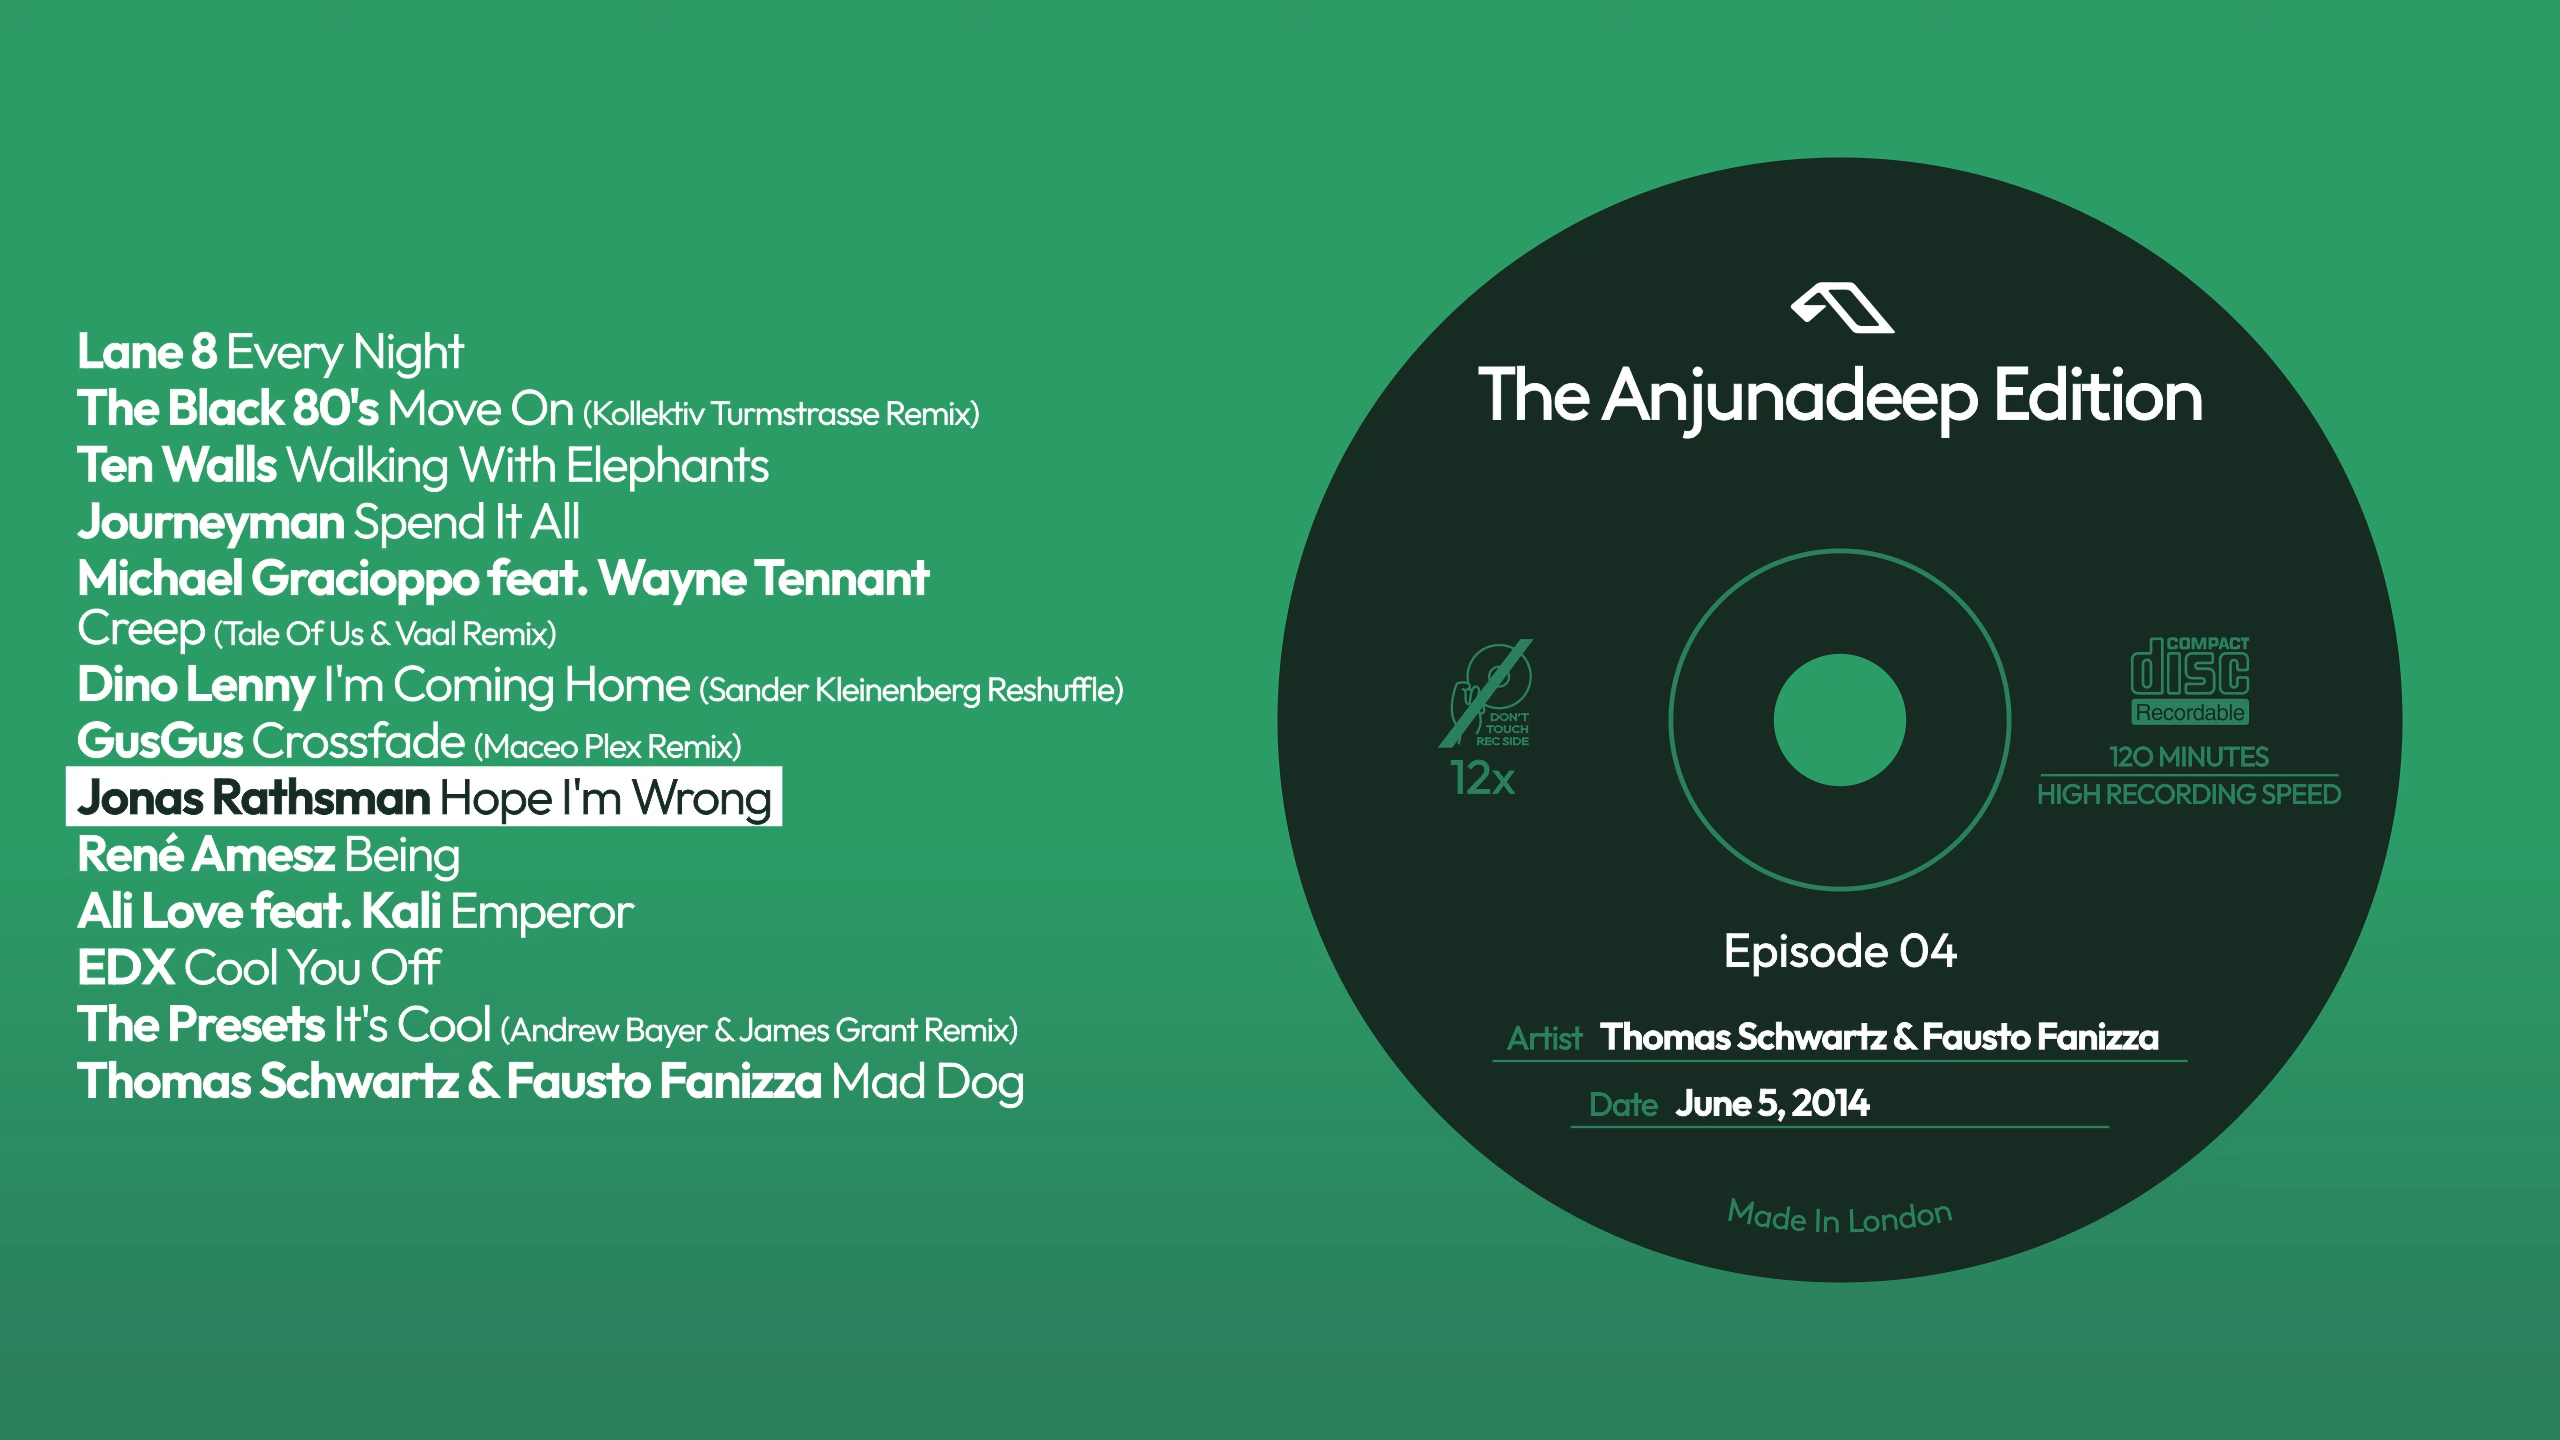 Lane 8 Every Night
The Black 80's Move On (Kollektiv Turmstrasse Remix)
Ten Walls Walking With Elephants
Journeyman Spend It All
Michael Gracioppo feat. Wayne Tennant
Creep (Tale Of Us & Vaal Remix)
Dino Lenny I'm Coming Home (Sander Kleinenberg Reshuffle)
GusGus Crossfade (Maceo Plex Remix)
Jonas Rathsman Hope I'm Wrong
René Amesz Being
Ali Love feat. Kali Emperor
EDX Cool You Off
The Presets It's Cool (Andrew Bayer & James Grant Remix)
Thomas Schwartz & Fausto Fanizza Mad Dog
The Anjunadeep Edition
DON'T
TOUCH
REC SIDE
12x
COMPACT
disc
Recordable
120 MINUTES
HIGH RECORDING SPEED
Episode 04
Artist Thomas Schwartz & Fausto Fanizza
Date June 5, 2014
Made In London